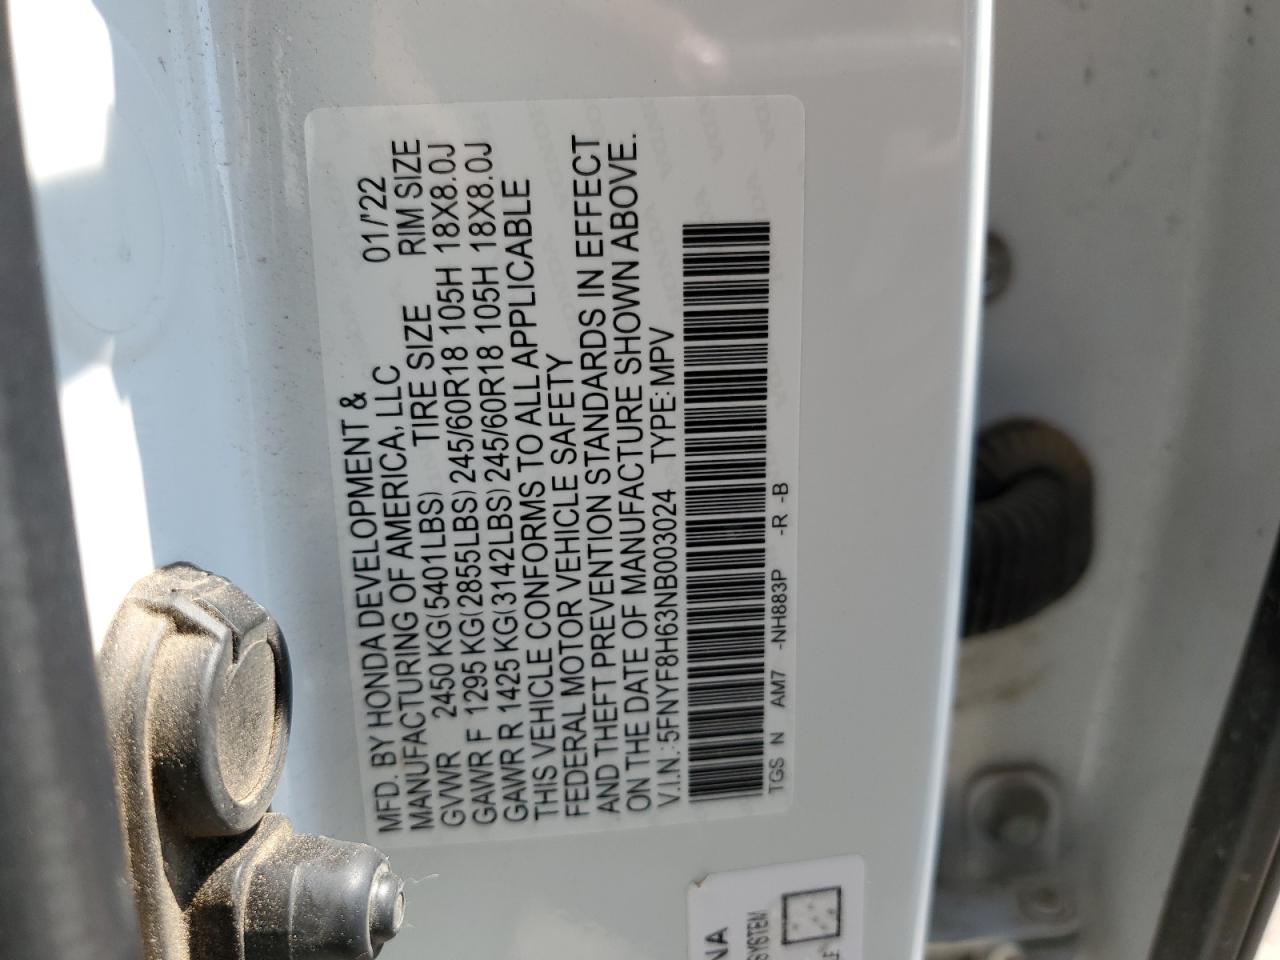 MFD. BY HONDA DEVELOPMENT &
MANUFACTURING OF AMERICA, LLC 01/'22
GVWR 2450 KG(5401LBS) TIRE SIZE RIM SIZE
GAWR F 1295 KG(2855LBS) 245/60R18 105H 18X8.0J
GAWR R 1425 KG(3142LBS) 245/60R18 105H 18X8.0J
THIS VEHICLE CONFORMS TO ALL APPLICABLE
FEDERAL MOTOR VEHICLE SAFETY
AND THEFT PREVENTION STANDARDS IN EFFECT
ON THE DATE OF MANUFACTURE SHOWN ABOVE.
V.I.N.: 5FNYF8H63NB003024 TYPE: MPV
TGS N AM7 -NH883P -R -B
NA
SYSTEM